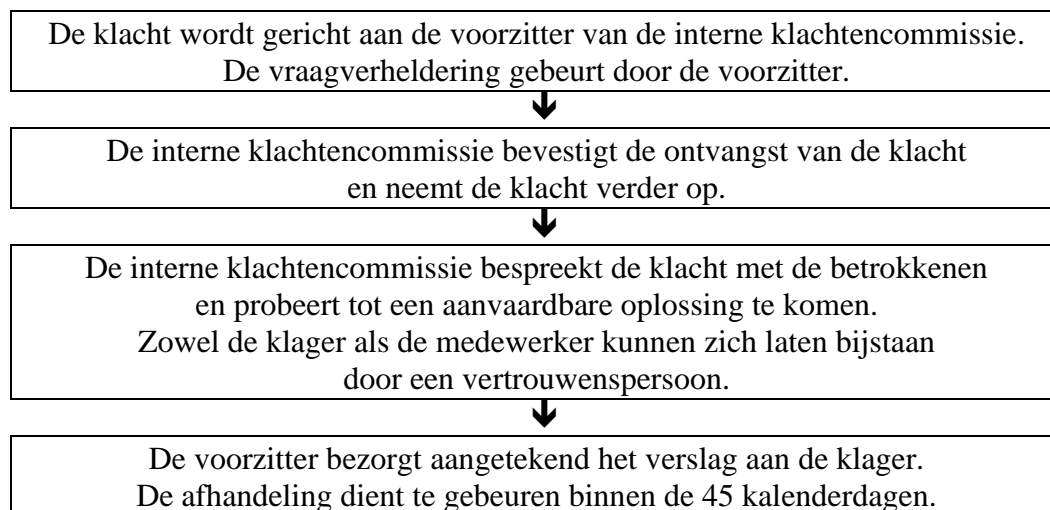 De klacht wordt gericht aan de voorzitter van de interne klachtencommissie.
De vraagverheldering gebeurt door de voorzitter.
De interne klachtencommissie bevestigt de ontvangst van de klacht
en neemt de klacht verder op.
De interne klachtencommissie bespreekt de klacht met de betrokkenen
en probeert tot een aanvaardbare oplossing te komen.
Zowel de klager als de medewerker kunnen zich laten bijstaan
door een vertrouwenspersoon.
De voorzitter bezorgt aangetekend het verslag aan de klager.
De afhandeling dient te gebeuren binnen de 45 kalenderdagen.